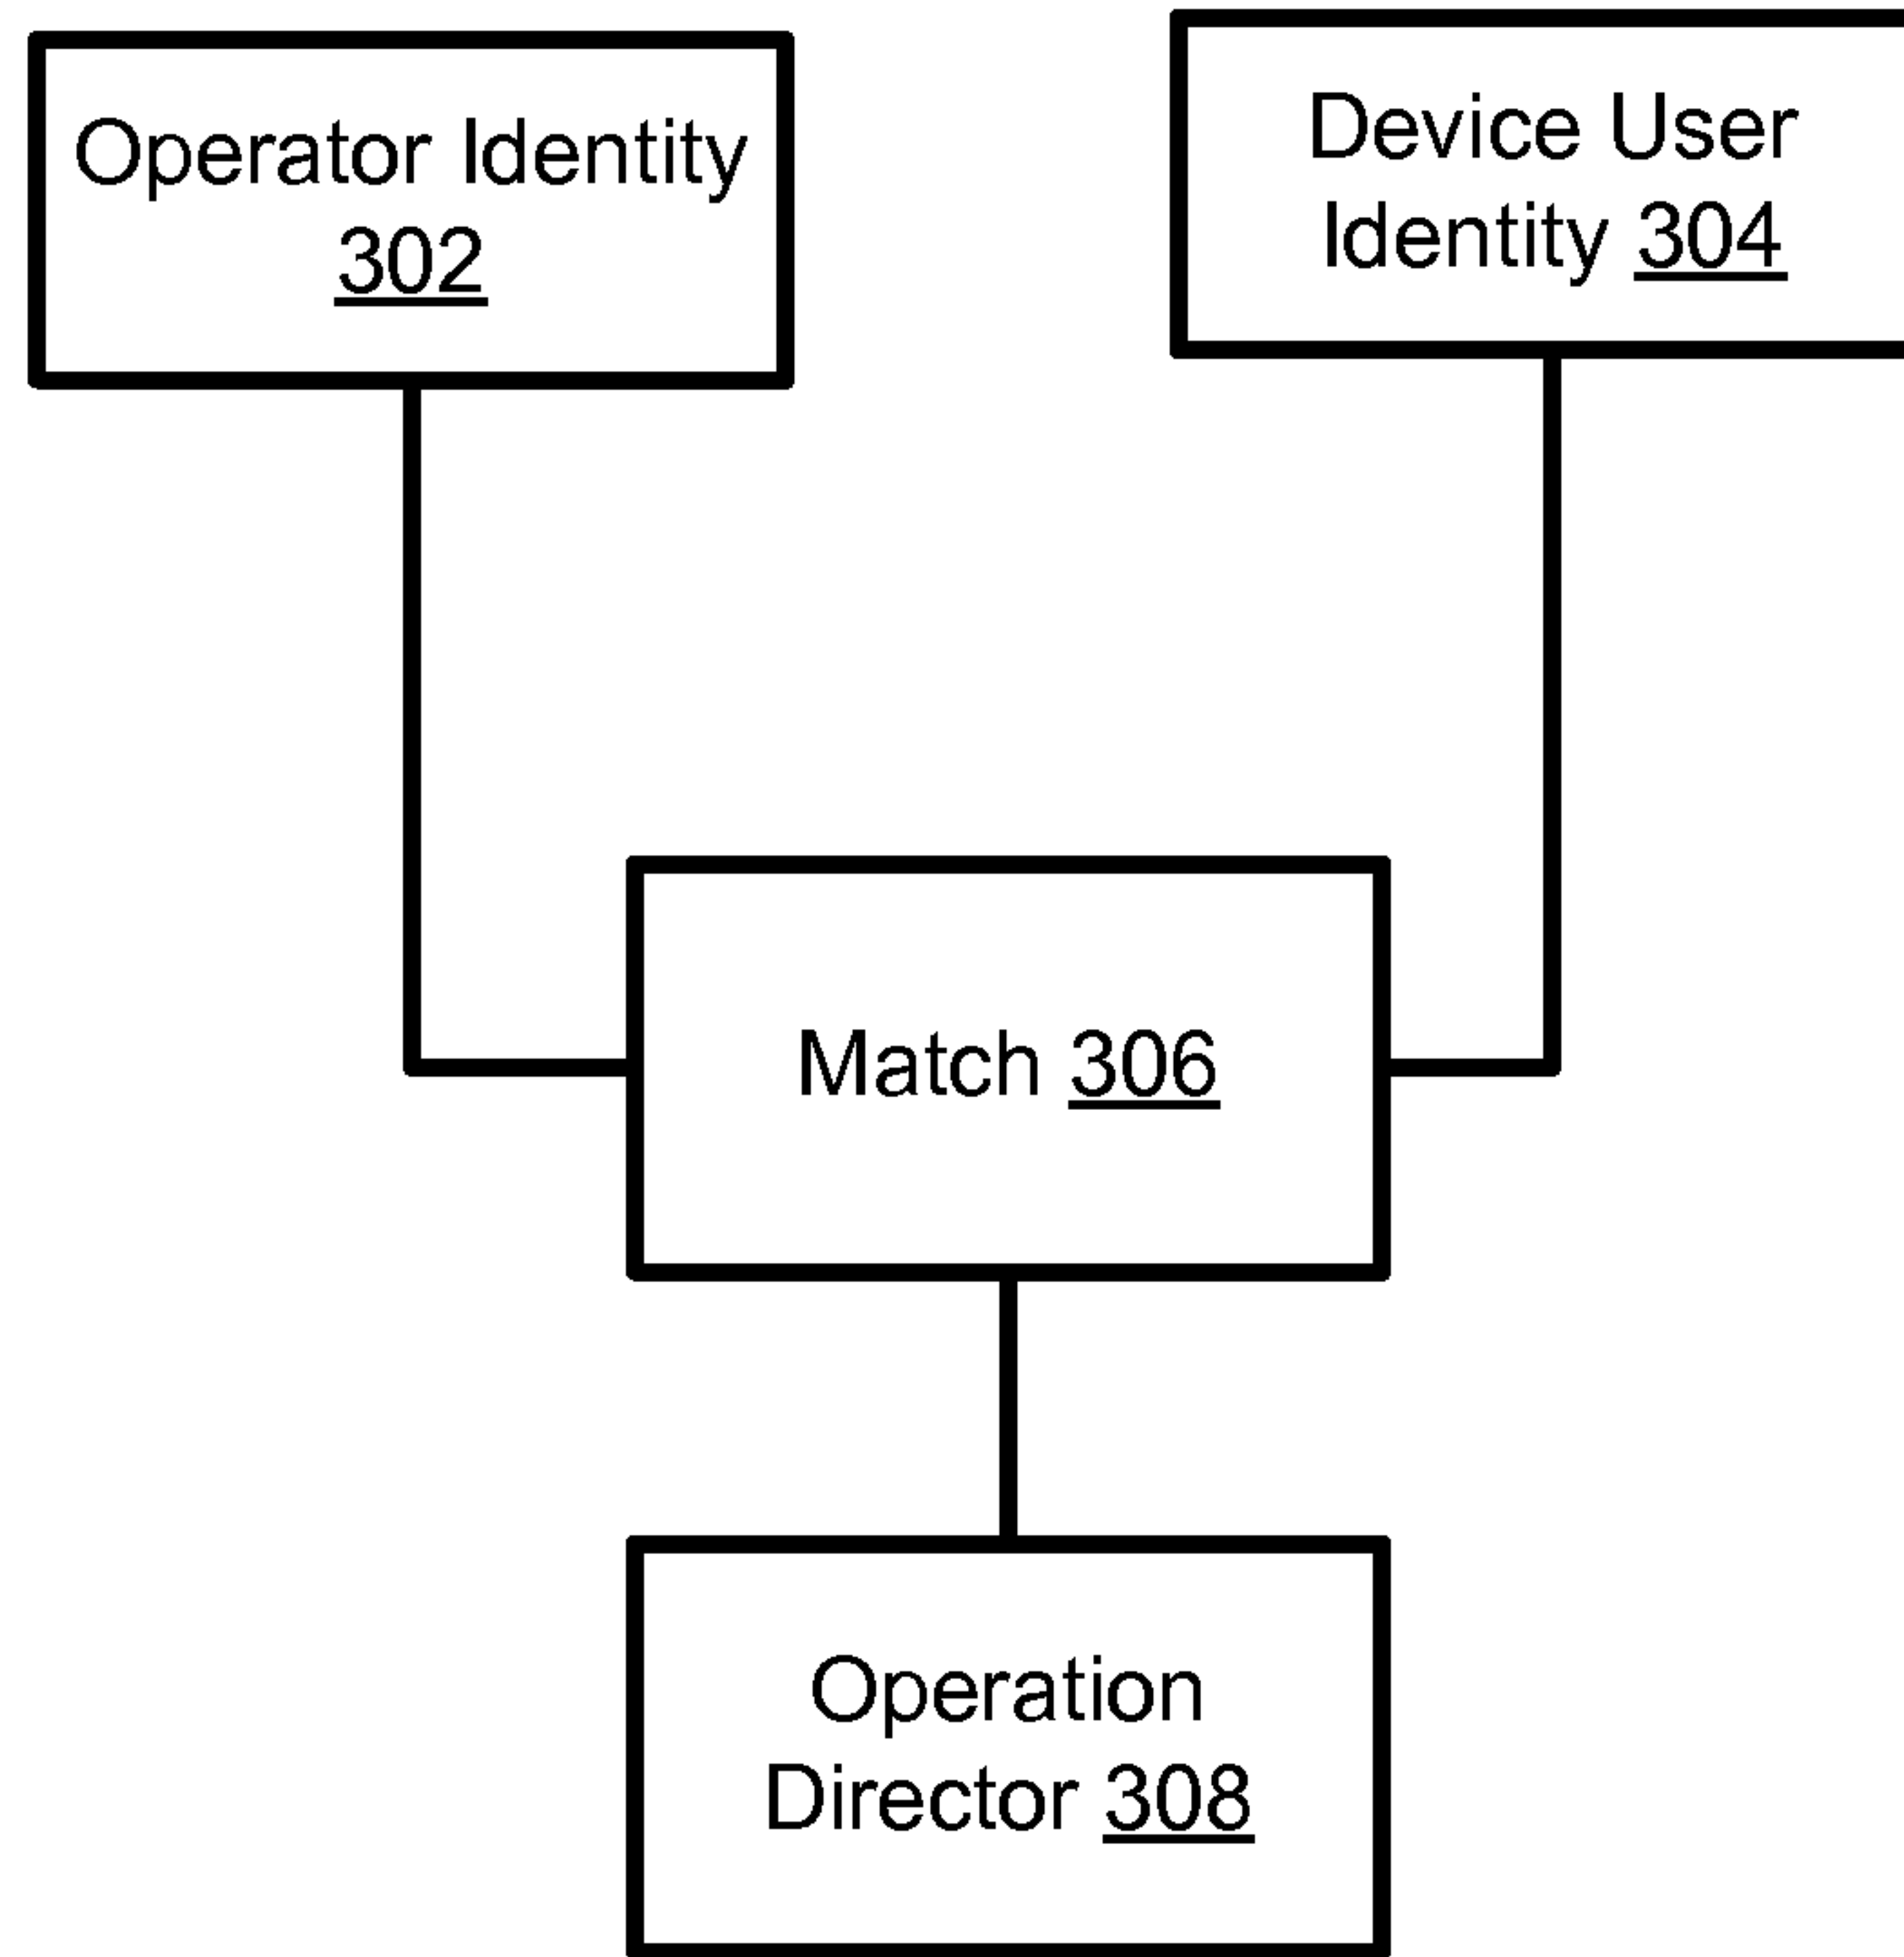 Operator Identity
302
Device User
Identity 304
Match 306
Operation
Director 308